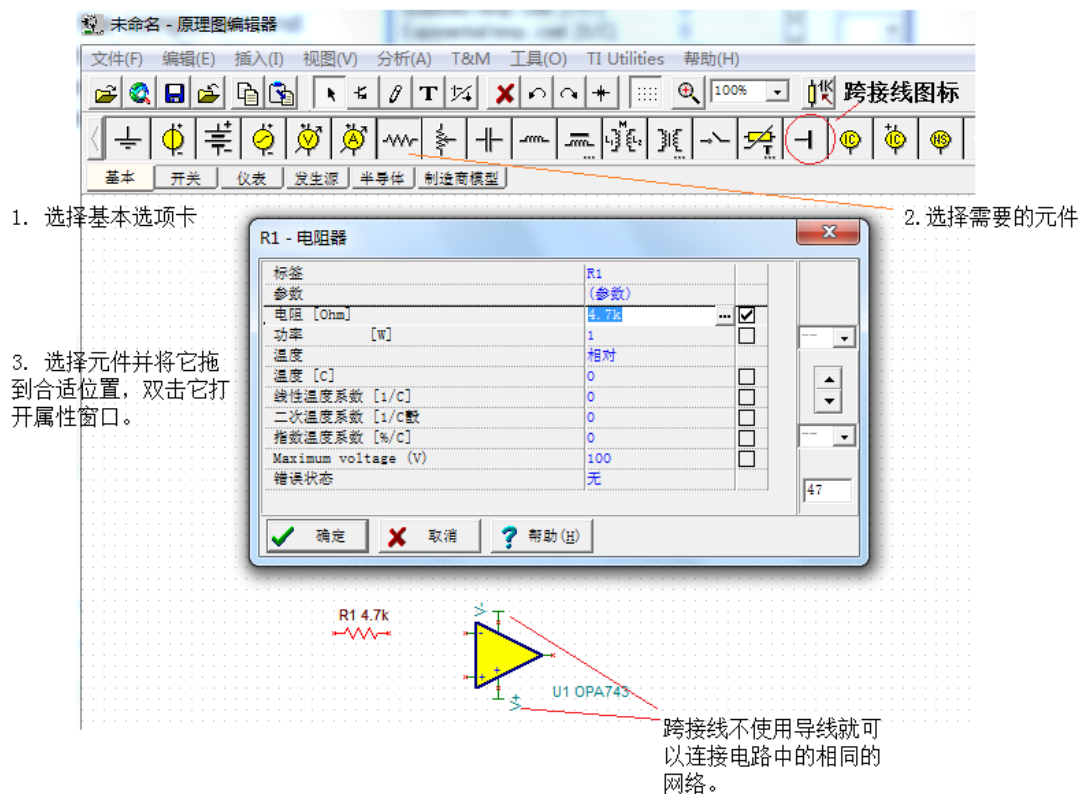 未命名 - 原理图编辑器
文件(F) 编辑(E) 插入(I) 视图(V) 分析(A) T&M 工具(O) TI Utilities 帮助(H)
100% 1K 跨接线图标
基本 开关 仪表 发生源 半导体 制造商模型
1. 选择基本选项卡
2.选择需要的元件
R1 - 电阻器
标签 R1
参数 (参数)
电阻 [Ohm] 4.7k ...
功率 [W] 1
温度 相对
温度 [C] 0
线性温度系数 [1/C] 0
二次温度系数 [1/C瞉 0
指数温度系数 [%/C] 0
Maximum voltage (V) 100
错误状态 无
47
3. 选择元件并将它拖
到合适位置，双击它打
开属性窗口。
确定 取消 帮助(H)
R1 4.7k
V-
V+
U1 OPA743
跨接线不使用导线就可
以连接电路中的相同的
网络。